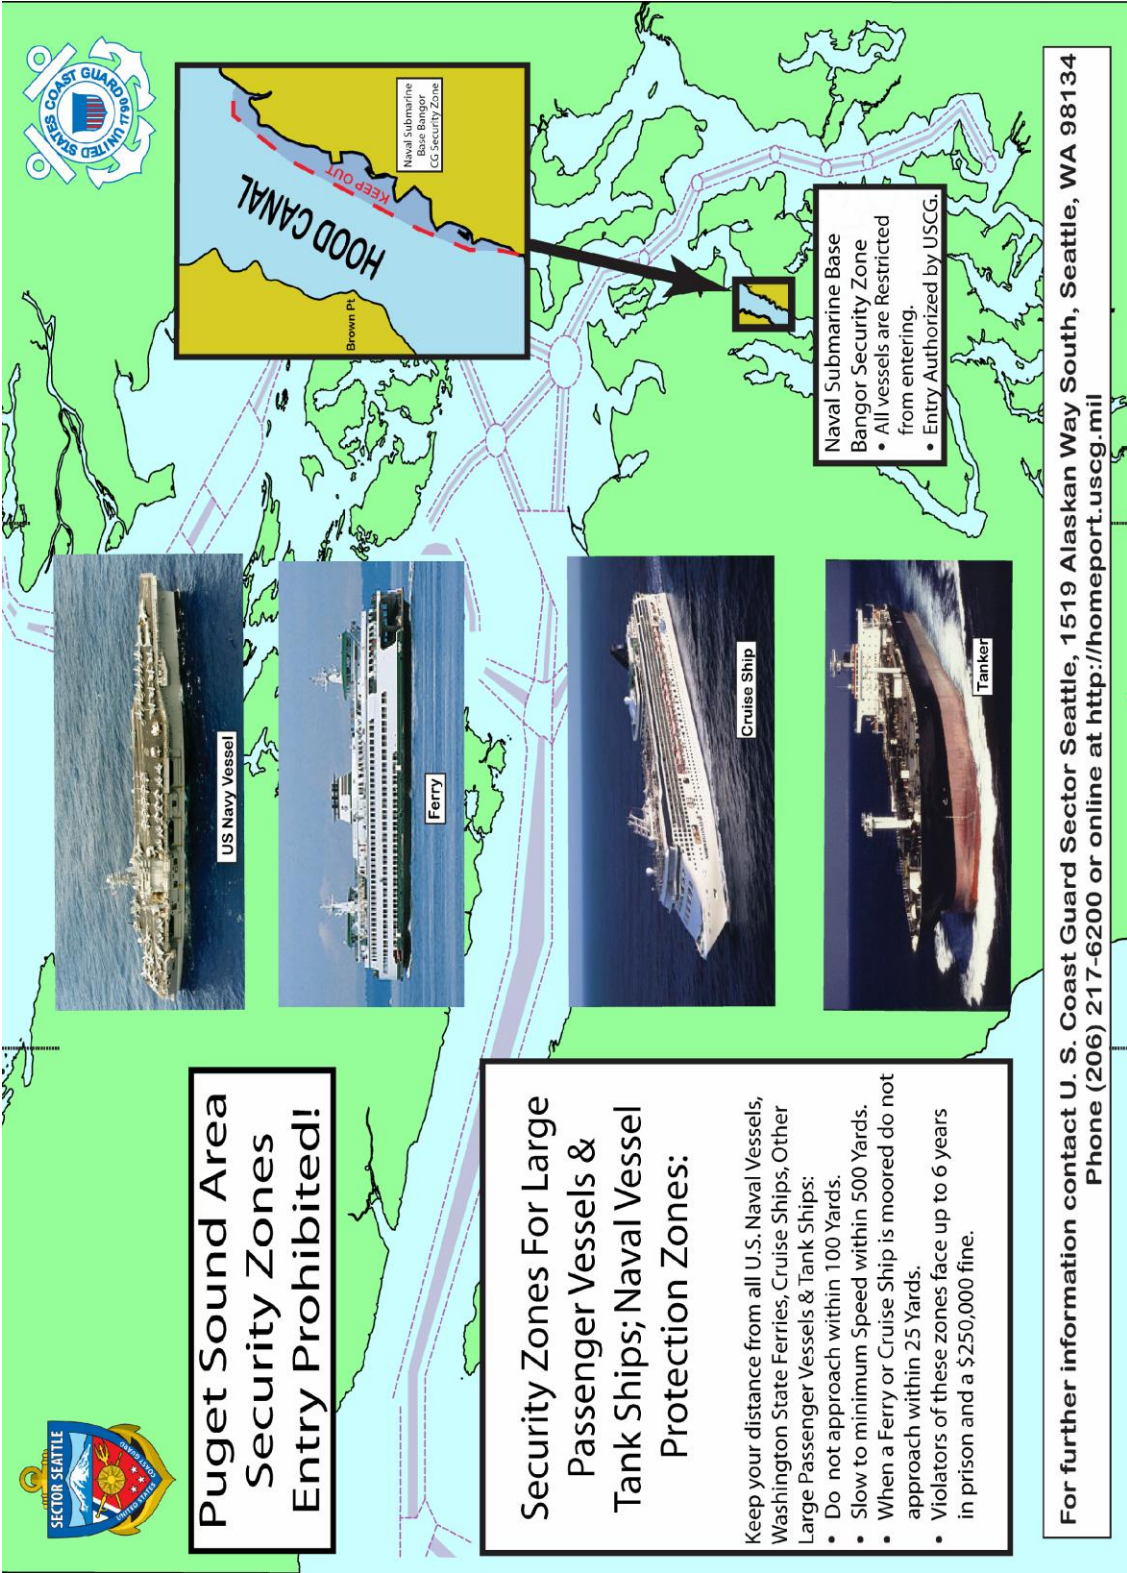 SECTOR SEATTLE
UNITED STATES
COAST GUARD
Puget Sound Area
Security Zones
Entry Prohibited!
Security Zones For Large
Passenger Vessels &
Tank Ships; Naval Vessel
Protection Zones:
Keep your distance from all U.S. Naval Vessels,
Washington State Ferries, Cruise Ships, Other
Large Passenger Vessels & Tank Ships:
• Do not approach within 100 Yards.
• Slow to minimum Speed within 500 Yards.
• When a Ferry or Cruise Ship is moored do not
approach within 25 Yards.
• Violators of these zones face up to 6 years
in prison and a $250,000 fine.
US Navy Vessel
Ferry
Cruise Ship
Tanker
UNITED STATES COAST GUARD
1790
HOOD CANAL
KEEP OUT
Brown Pt
Naval Submarine
Base Bangor
CG Security Zone
Naval Submarine Base
Bangor Security Zone
• All vessels are Restricted
from entering.
• Entry Authorized by USCG.
For further information contact U. S. Coast Guard Sector Seattle, 1519 Alaskan Way South, Seattle, WA 98134
Phone (206) 2117-6200 or online at http://homeport.uscg.mil